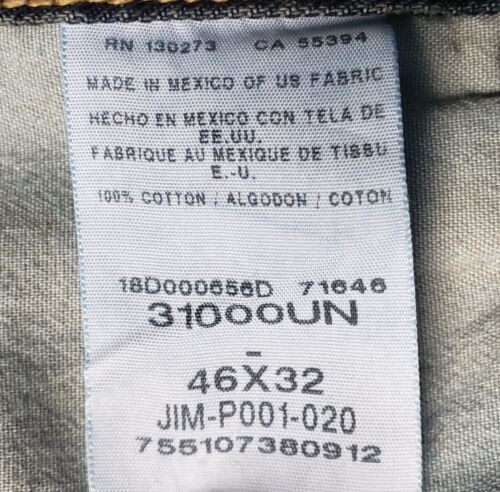 RN 130273 CA 55394
MADE IN MEXICO OF US FABRIC
HECHO EN MEXICO CON TELA DE
EE.UU.
FABRIQUE AU MEXIQUE DE TISSU
E.-U.
100% COTTON / ALGODON / COTON
18D000656D 71646
31000UN
-
46X32
JIM-P001-020
755107380912